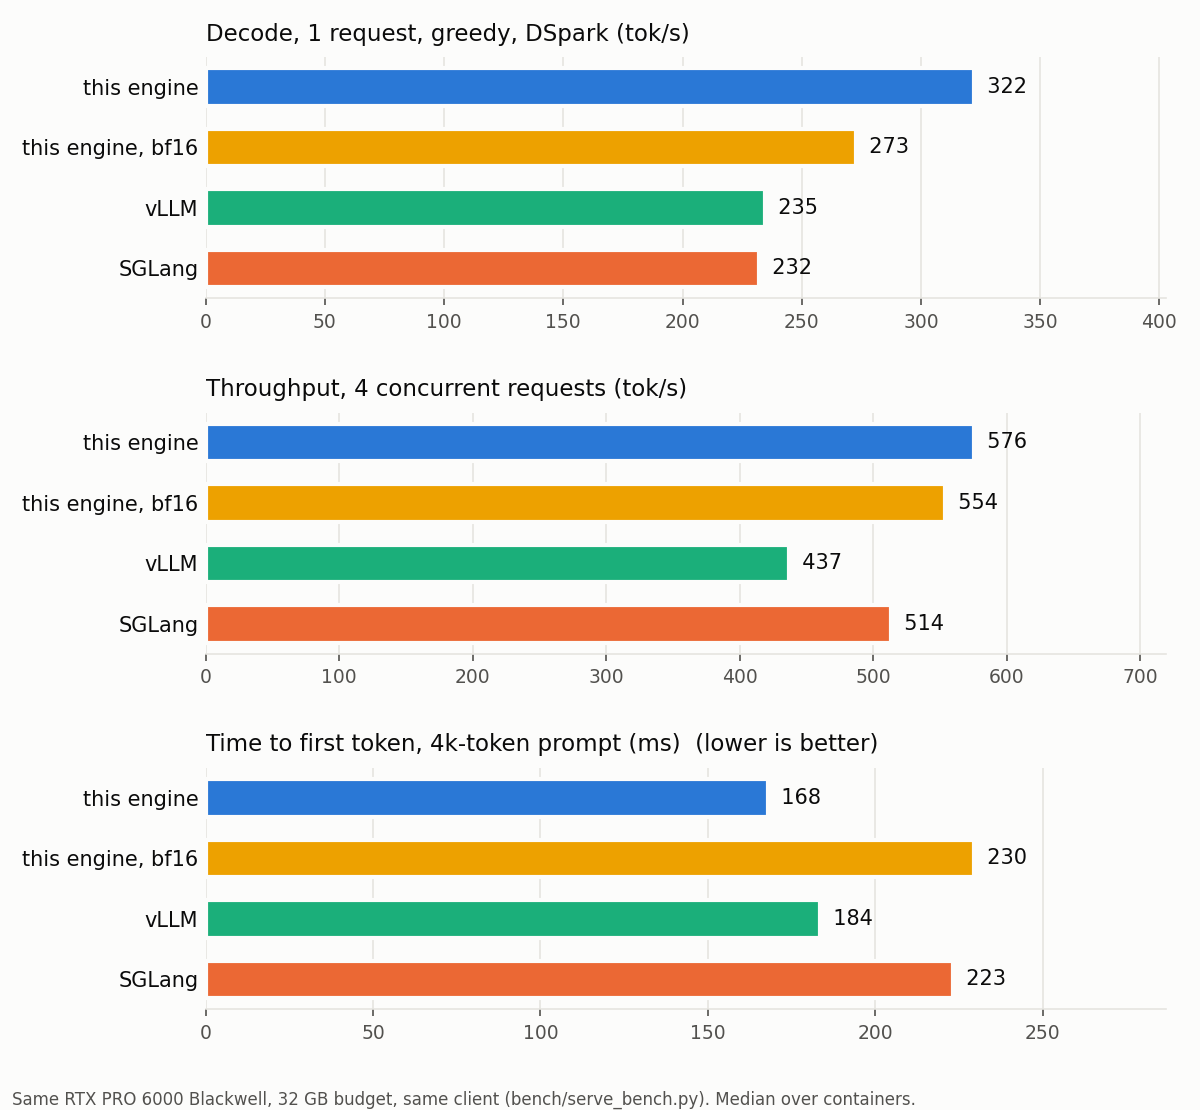 Decode, 1 request, greedy, DSpark (tok/s)
this engine 322
this engine, bf16 273
vLLM 235
SGLang 232
0 50 100 150 200 250 300 350 400
Throughput, 4 concurrent requests (tok/s)
this engine 576
this engine, bf16 554
vLLM 437
SGLang 514
0 100 200 300 400 500 600 700
Time to first token, 4k-token prompt (ms) (lower is better)
this engine 168
this engine, bf16 230
vLLM 184
SGLang 223
0 50 100 150 200 250
Same RTX PRO 6000 Blackwell, 32 GB budget, same client (bench/serve_bench.py). Median over containers.